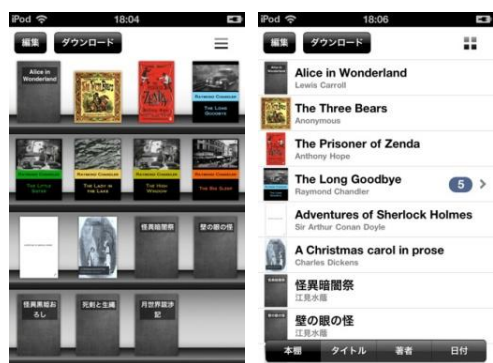 iPod 18:04
編集 ダウンロード
Alice in
Wonderland
THE THREE BEARS
ZENDA
RAYMOND CHANDLER
THE LONG
GOODBYE
RAYMOND CHANDLER
THE LITTLE
SISTER
RAYMOND CHANDLER
THE LADY IN
THE LAKE
RAYMOND CHANDLER
THE HIGH
WINDOW
RAYMOND CHANDLER
THE BIG SLEEP
怪異暗闇祭
壁の眼の怪
怪異黒姫お
ろし
死剣と生縄
月世界跋渉
記
iPod 18:06
編集 ダウンロード
Alice in Wonderland
Lewis Carroll
The Three Bears
Anonymous
The Prisoner of Zenda
Anthony Hope
The Long Goodbye
Raymond Chandler
5
Adventures of Sherlock Holmes
Sir Arthur Conan Doyle
A Christmas carol in prose
Charles Dickens
怪異暗闇祭
江見水蔭
壁の眼の怪
江見水蔭
本棚 タイトル 著者 日付